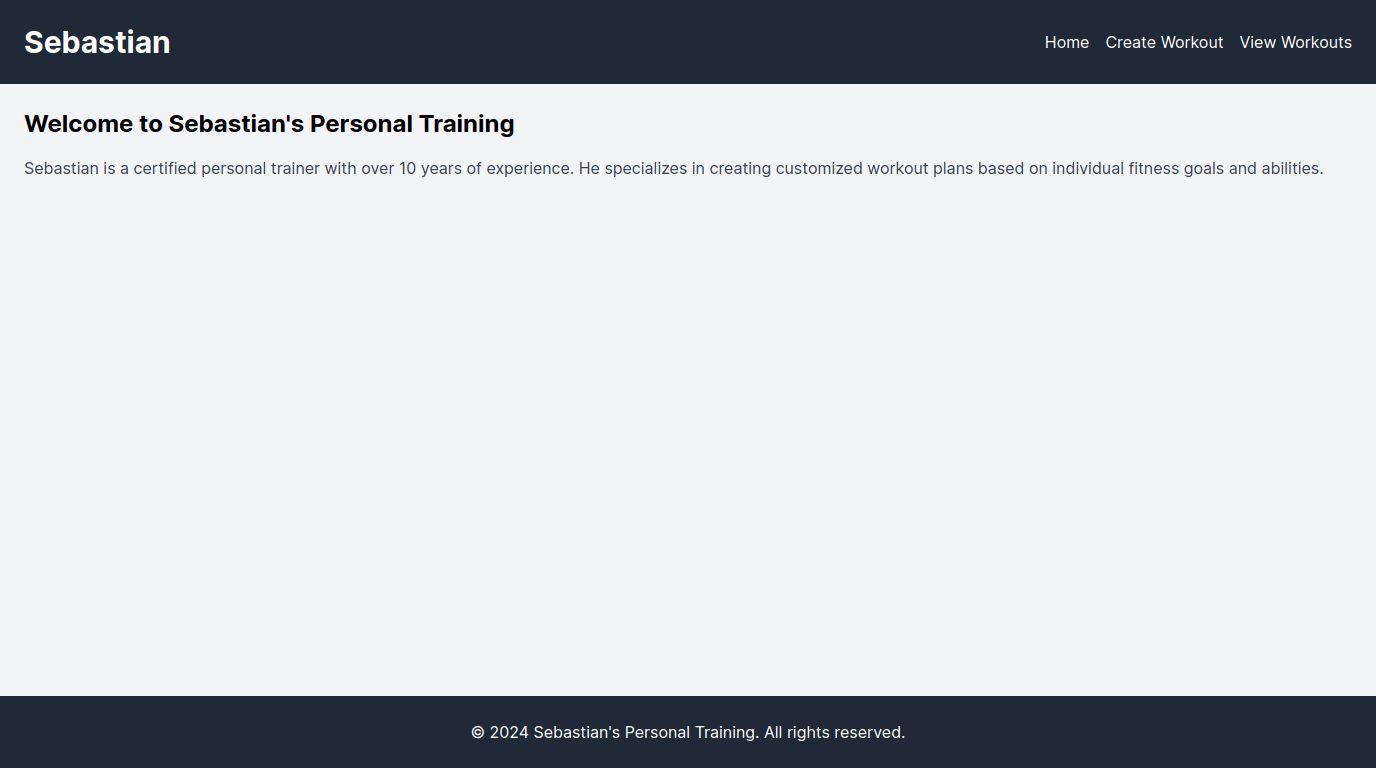 Sebastian
Home Create Workout View Workouts
Welcome to Sebastian's Personal Training
Sebastian is a certified personal trainer with over 10 years of experience. He specializes in creating customized workout plans based on individual fitness goals and abilities.
© 2024 Sebastian's Personal Training. All rights reserved.